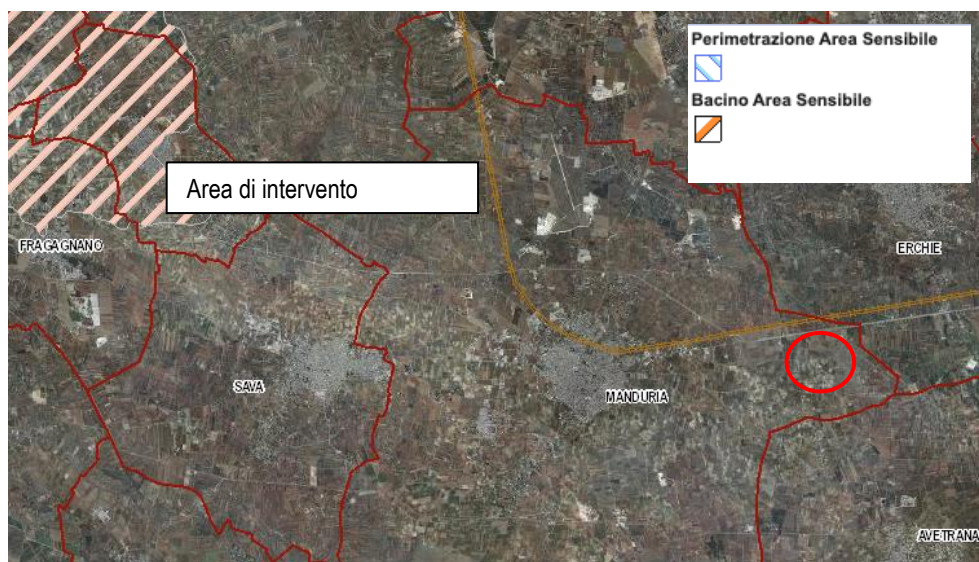 Perimetrazione Area Sensibile
Bacino Area Sensibile
Area di intervento
FRAGAGNANO
ERCHIE
SAVA
MANDURIA
AVETRANA